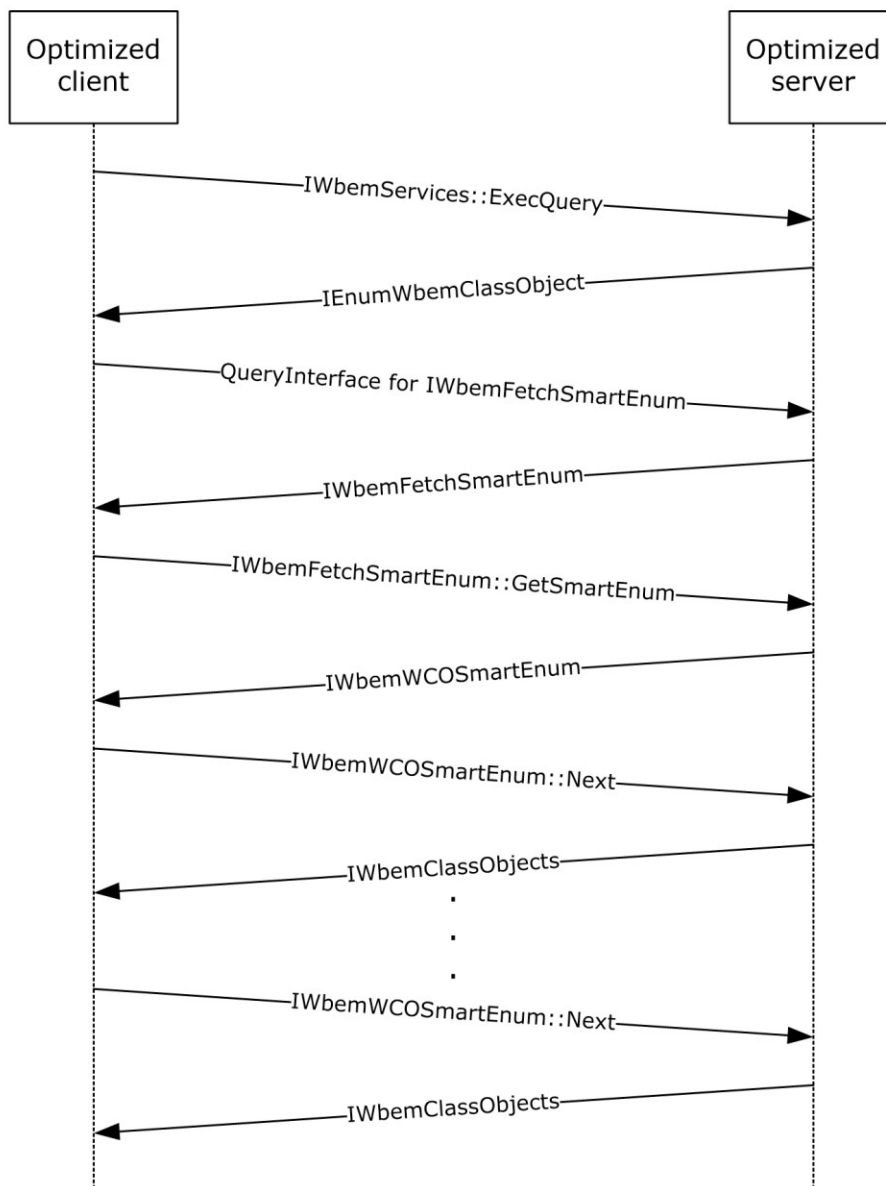 Optimized
client
Optimized
server
IWbemServices::ExecQuery
IEnumWbemClassObject
QueryInterface for IWbemFetchSmartEnum
IWbemFetchSmartEnum
IWbemFetchSmartEnum::GetSmartEnum
IWbemWCOSmartEnum
IWbemWCOSmartEnum::Next
IWbemClassObjects
.
.
.
IWbemWCOSmartEnum::Next
IWbemClassObjects